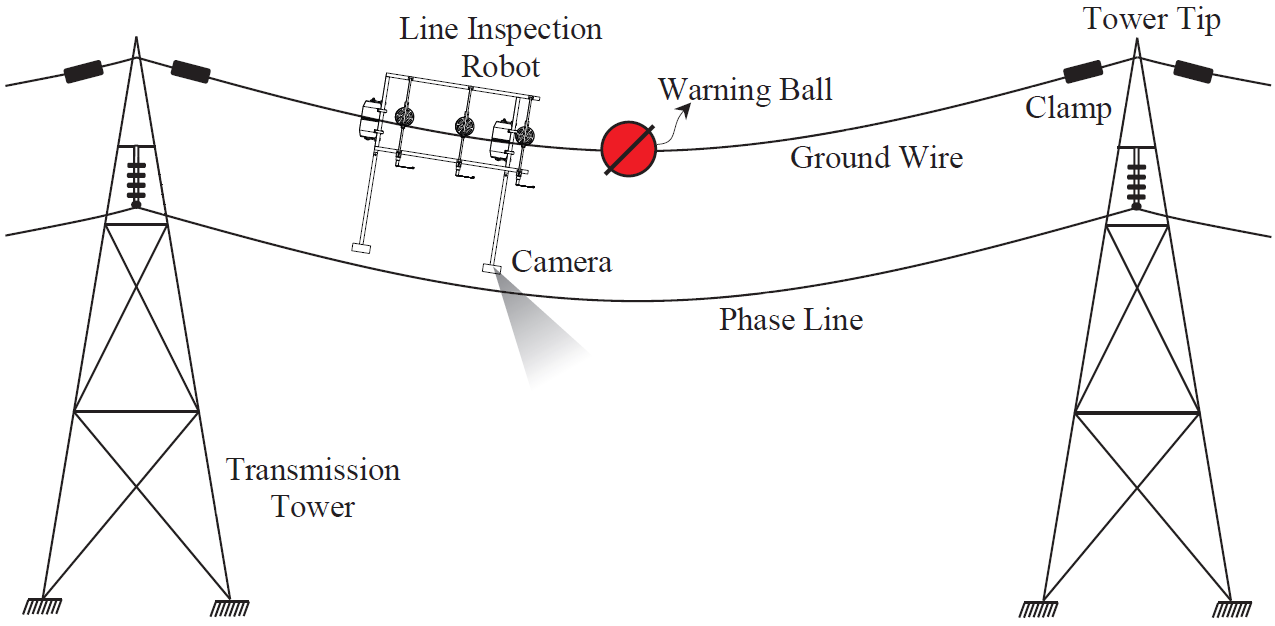 Line Inspection
Robot
Tower Tip
Warning Ball
Clamp
Ground Wire
Camera
Phase Line
Transmission
Tower